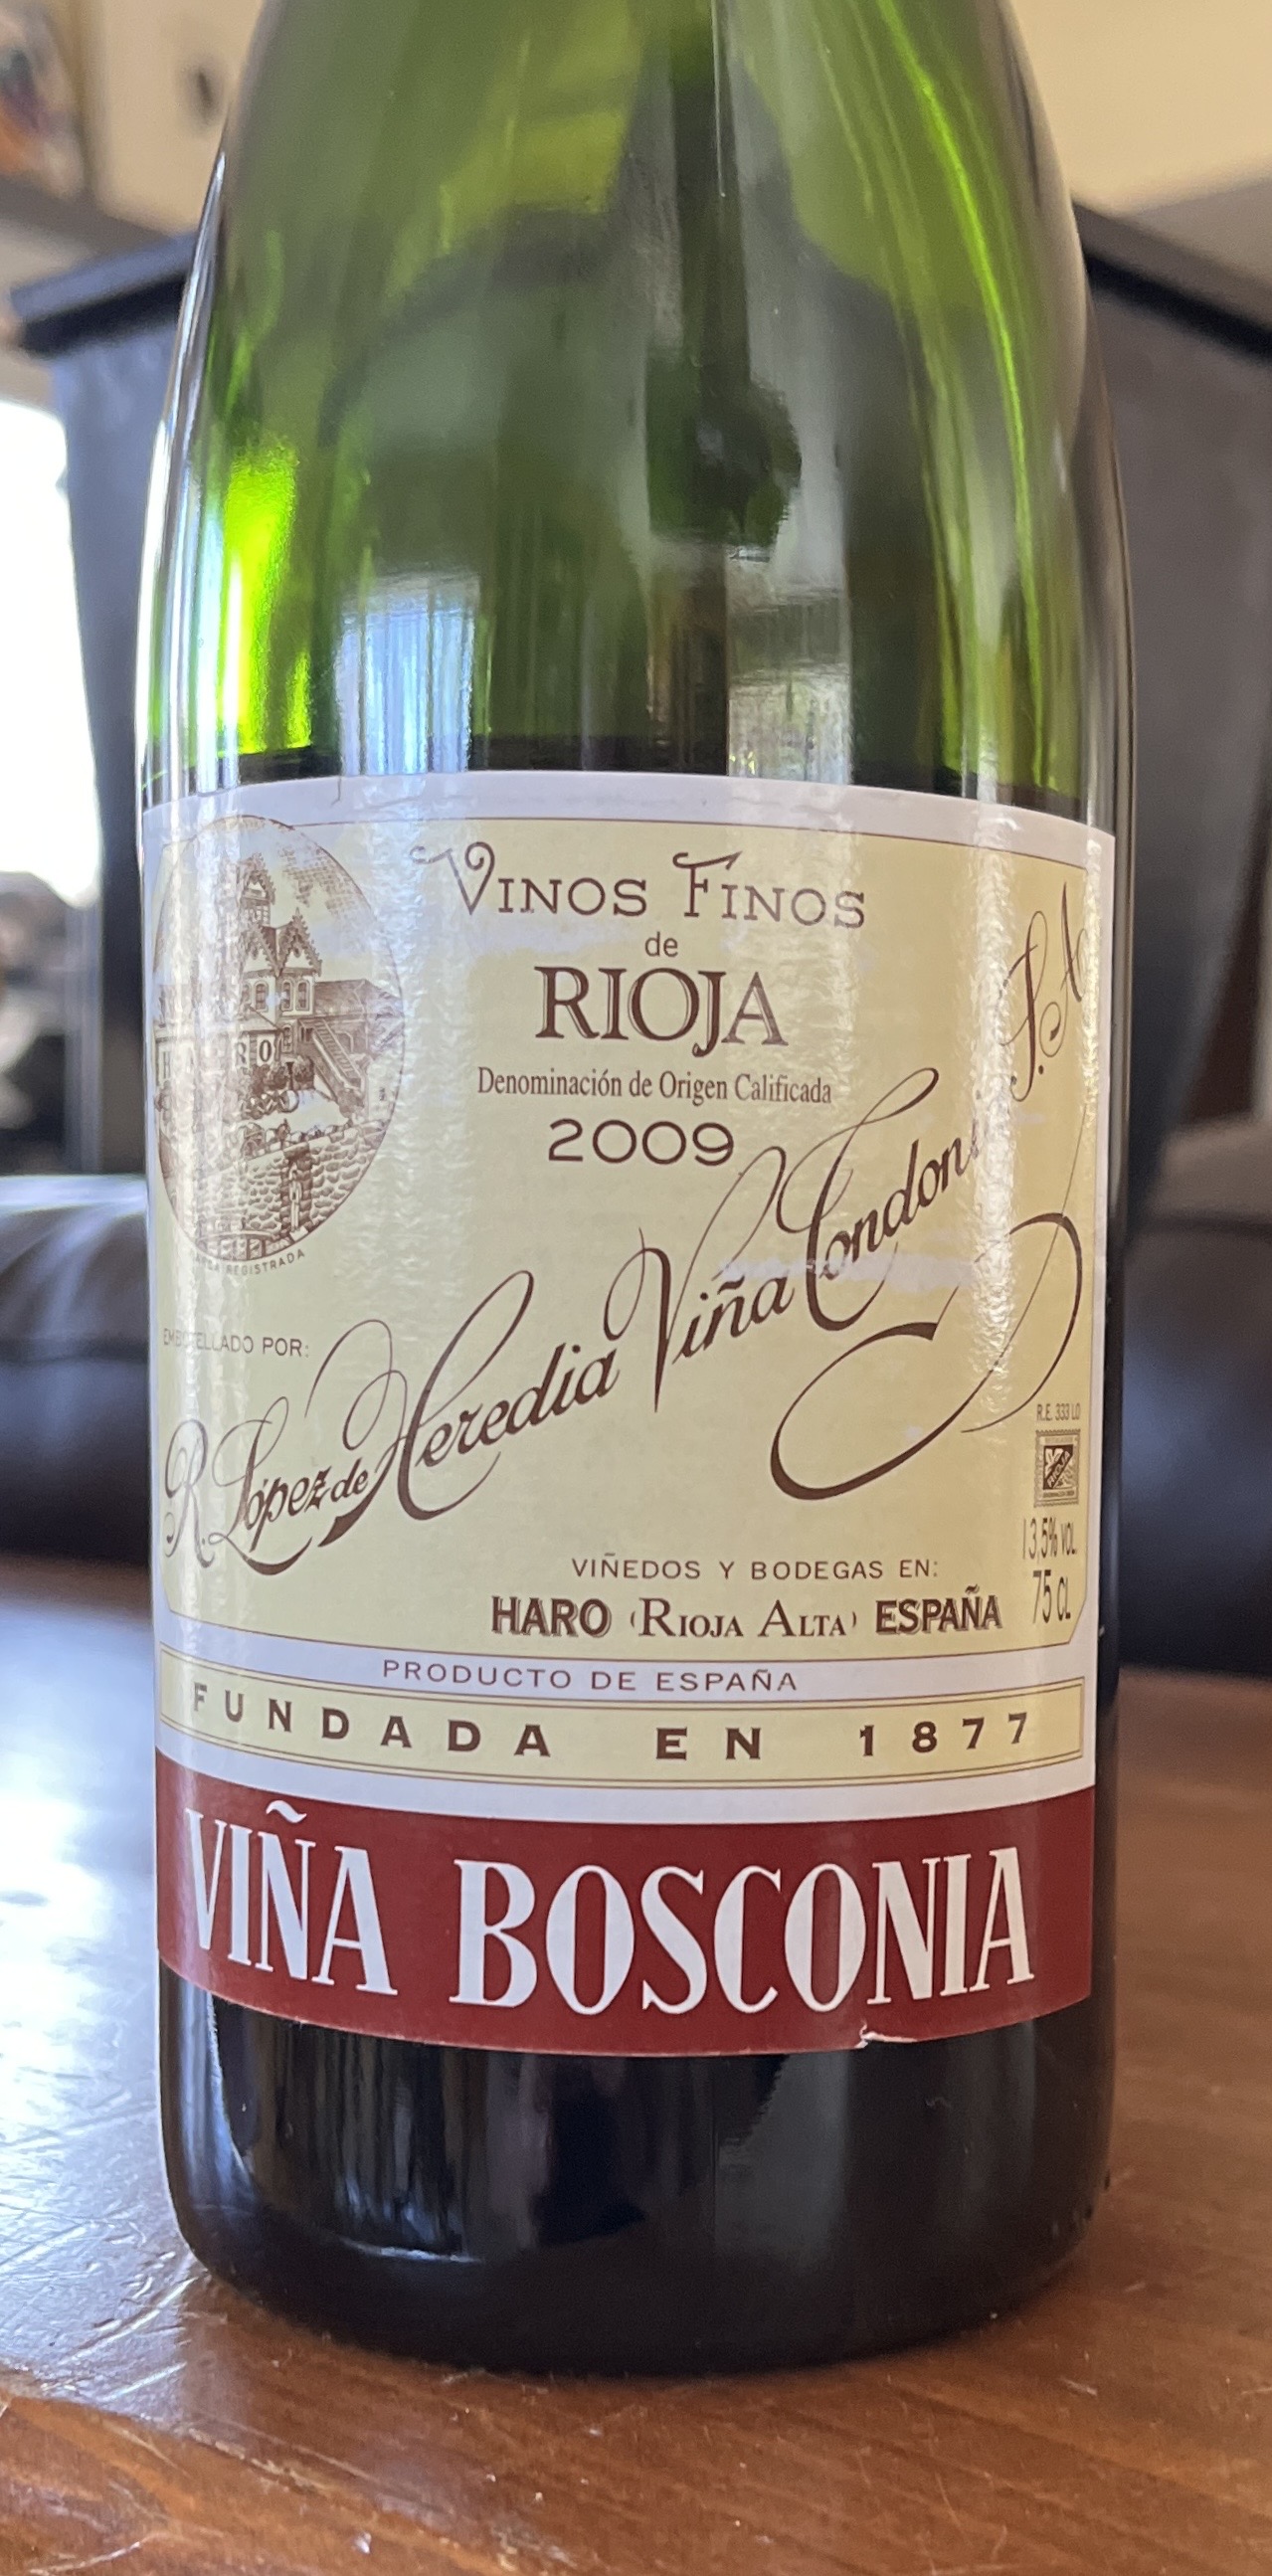 VINOS FINOS
de
RIOJA
Denominación de Origen Calificada
2009
HARO
REGISTRADA
EMBOTELLADO POR:
R. López de Heredia Viña Tondonia S.A.
R.E. 333 LO
13,5% VOL.
75 CL
VIÑEDOS Y BODEGAS EN:
HARO (RIOJA ALTA) ESPAÑA
PRODUCTO DE ESPAÑA
FUNDADA EN 1877
VIÑA BOSCONIA